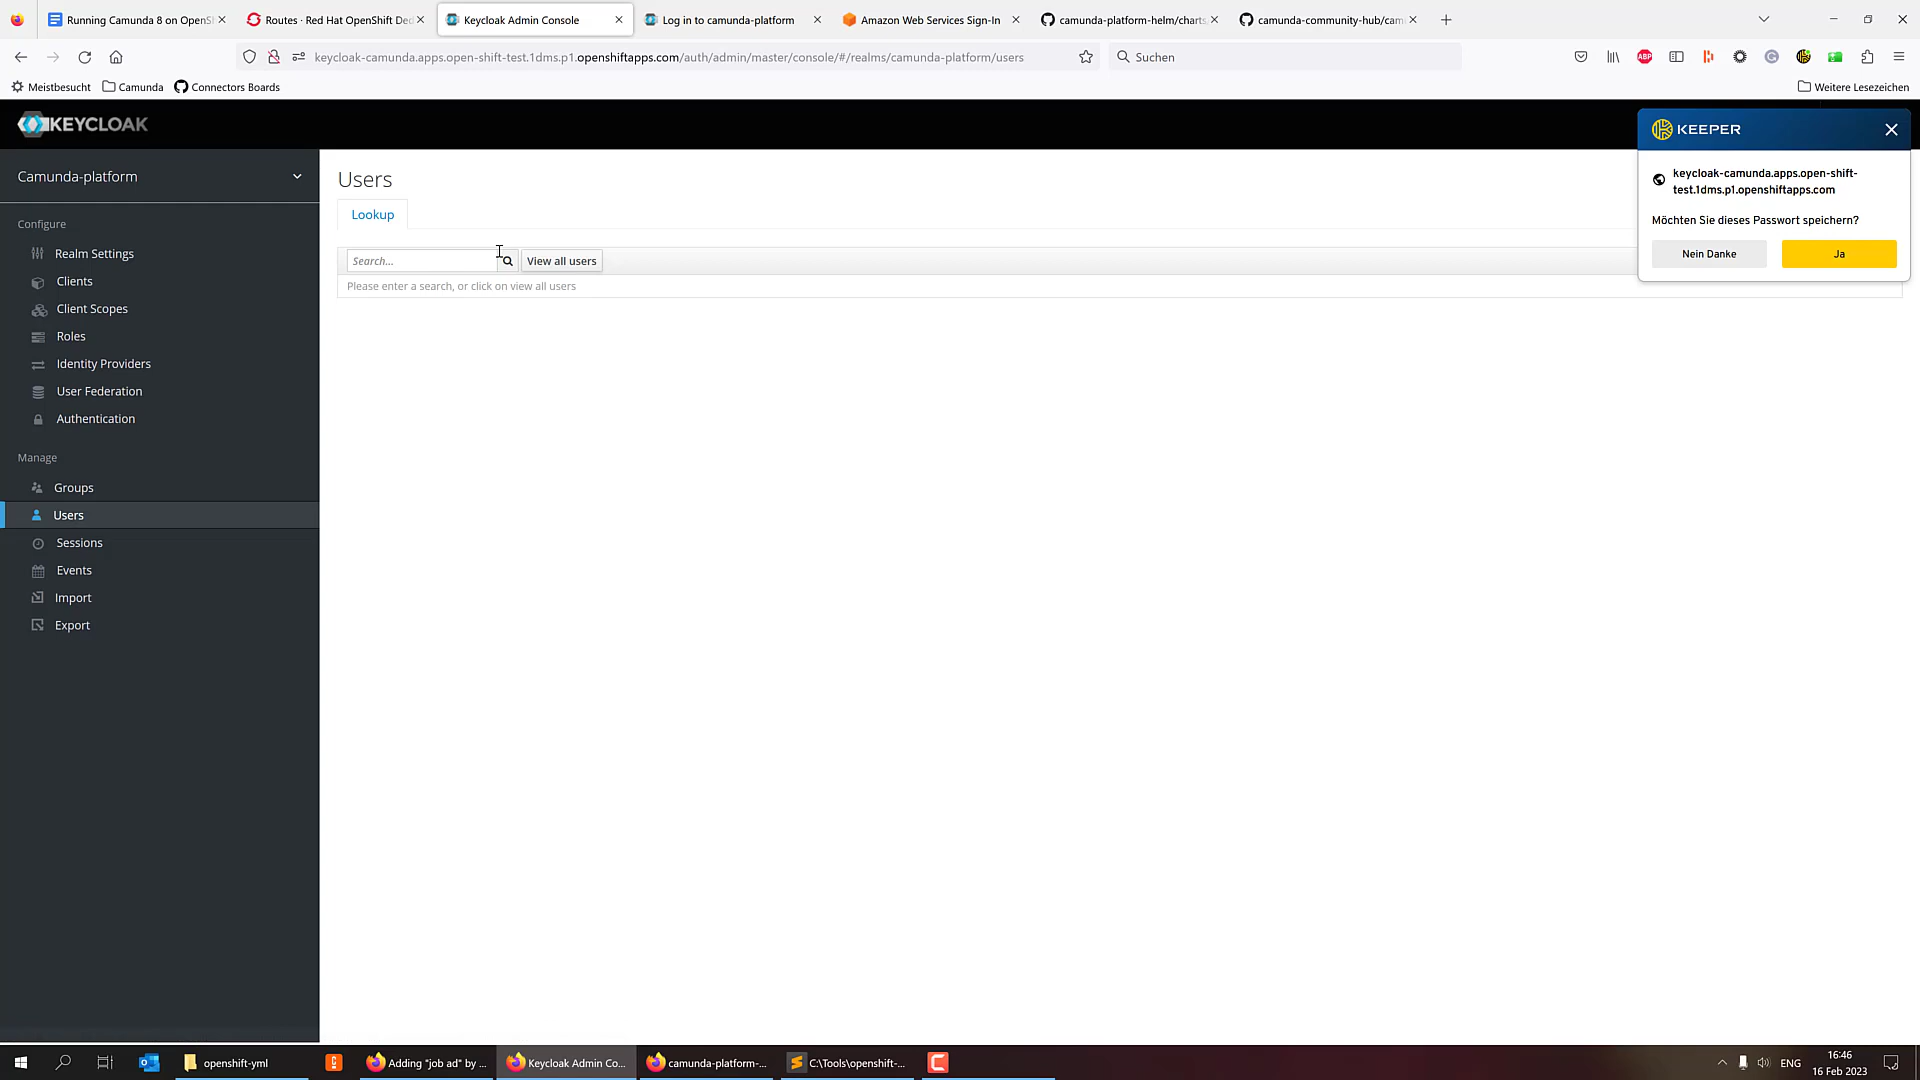 Running Camunda 8 on OpenS
Routes · Red Hat OpenShift Ded
Keycloak Admin Console
Log in to camunda-platform
Amazon Web Services Sign-In
camunda-platform-helm/charts
camunda-community-hub/cam
keycloak-camunda.apps.open-shift-test.1dms.p1.openshiftapps.com/auth/admin/master/console/#/realms/camunda-platform/users
Suchen
ABP
Meistbesucht
Camunda
Connectors Boards
Weitere Lesezeichen
KEYCLOAK
KEEPER
keycloak-camunda.apps.open-shift-
test.1dms.p1.openshiftapps.com
Möchten Sie dieses Passwort speichern?
Nein Danke
Ja
Camunda-platform
Configure
Realm Settings
Clients
Client Scopes
Roles
Identity Providers
User Federation
Authentication
Manage
Groups
Users
Sessions
Events
Import
Export
Users
Lookup
Search...
View all users
Please enter a search, or click on view all users
openshift-yml
Adding "job ad" by ...
Keycloak Admin Co...
camunda-platform-...
C:\Tools\openshift-...
ENG
16:46
16 Feb 2023